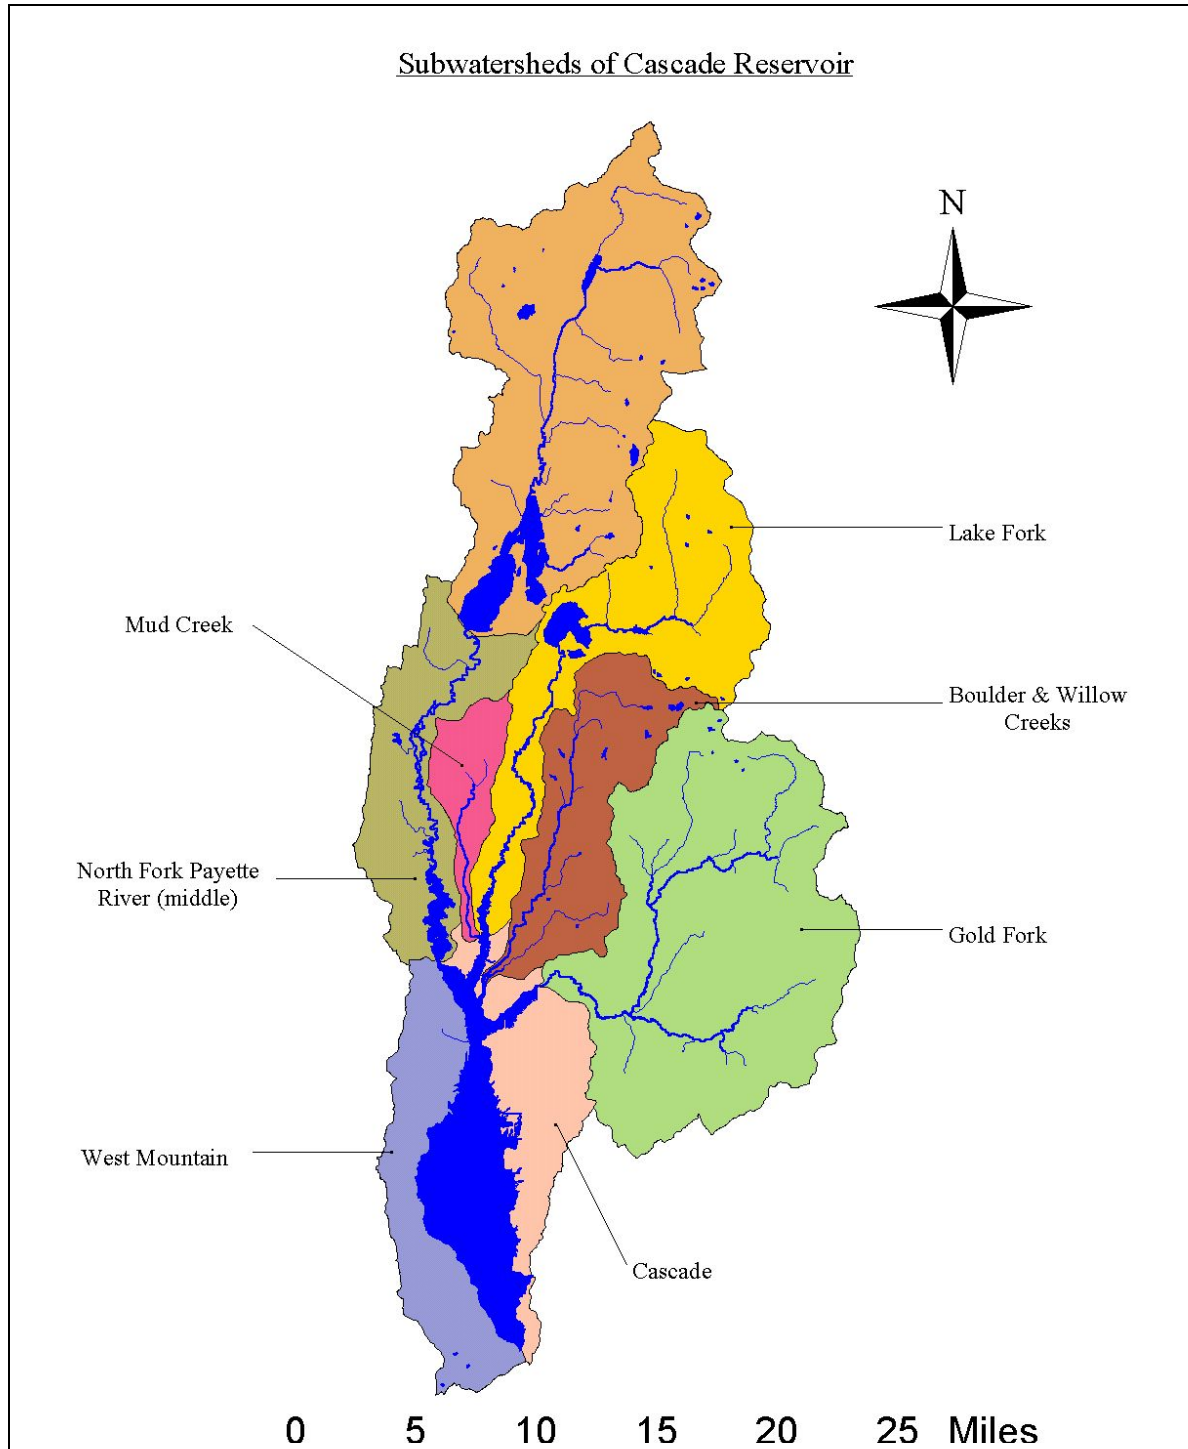 Subwatersheds of Cascade Reservoir
N
Lake Fork
Mud Creek
Boulder & Willow
Creeks
North Fork Payette
River (middle)
Gold Fork
West Mountain
Cascade
0 5 10 15 20 25 Miles